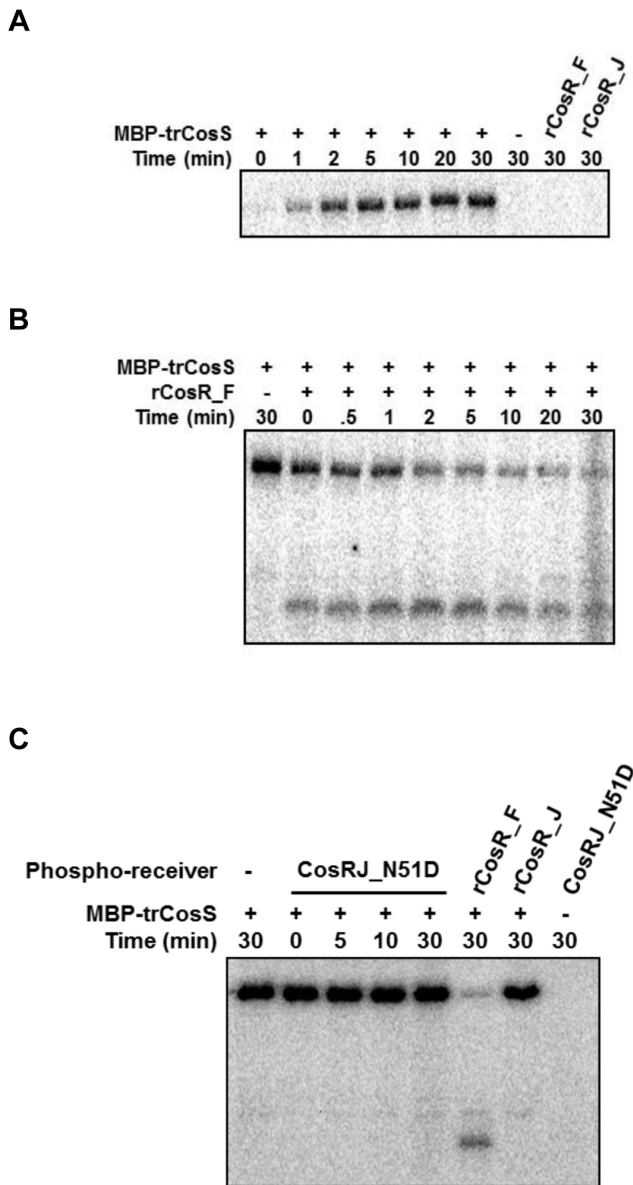 A
rCosR_F
rCosR_J
MBP-trCosS + + + + + + + -
Time (min) 0 1 2 5 10 20 30 30 30 30
B
MBP-trCosS + + + + + + + + +
rCosR_F - + + + + + + + +
Time (min) 30 0 .5 1 2 5 10 20 30
C
rCosR_F
rCosR_J
CosRJ_N51D
Phospho-receiver - CosRJ_N51D
MBP-trCosS + + + + + + + -
Time (min) 30 0 5 10 30 30 30 30